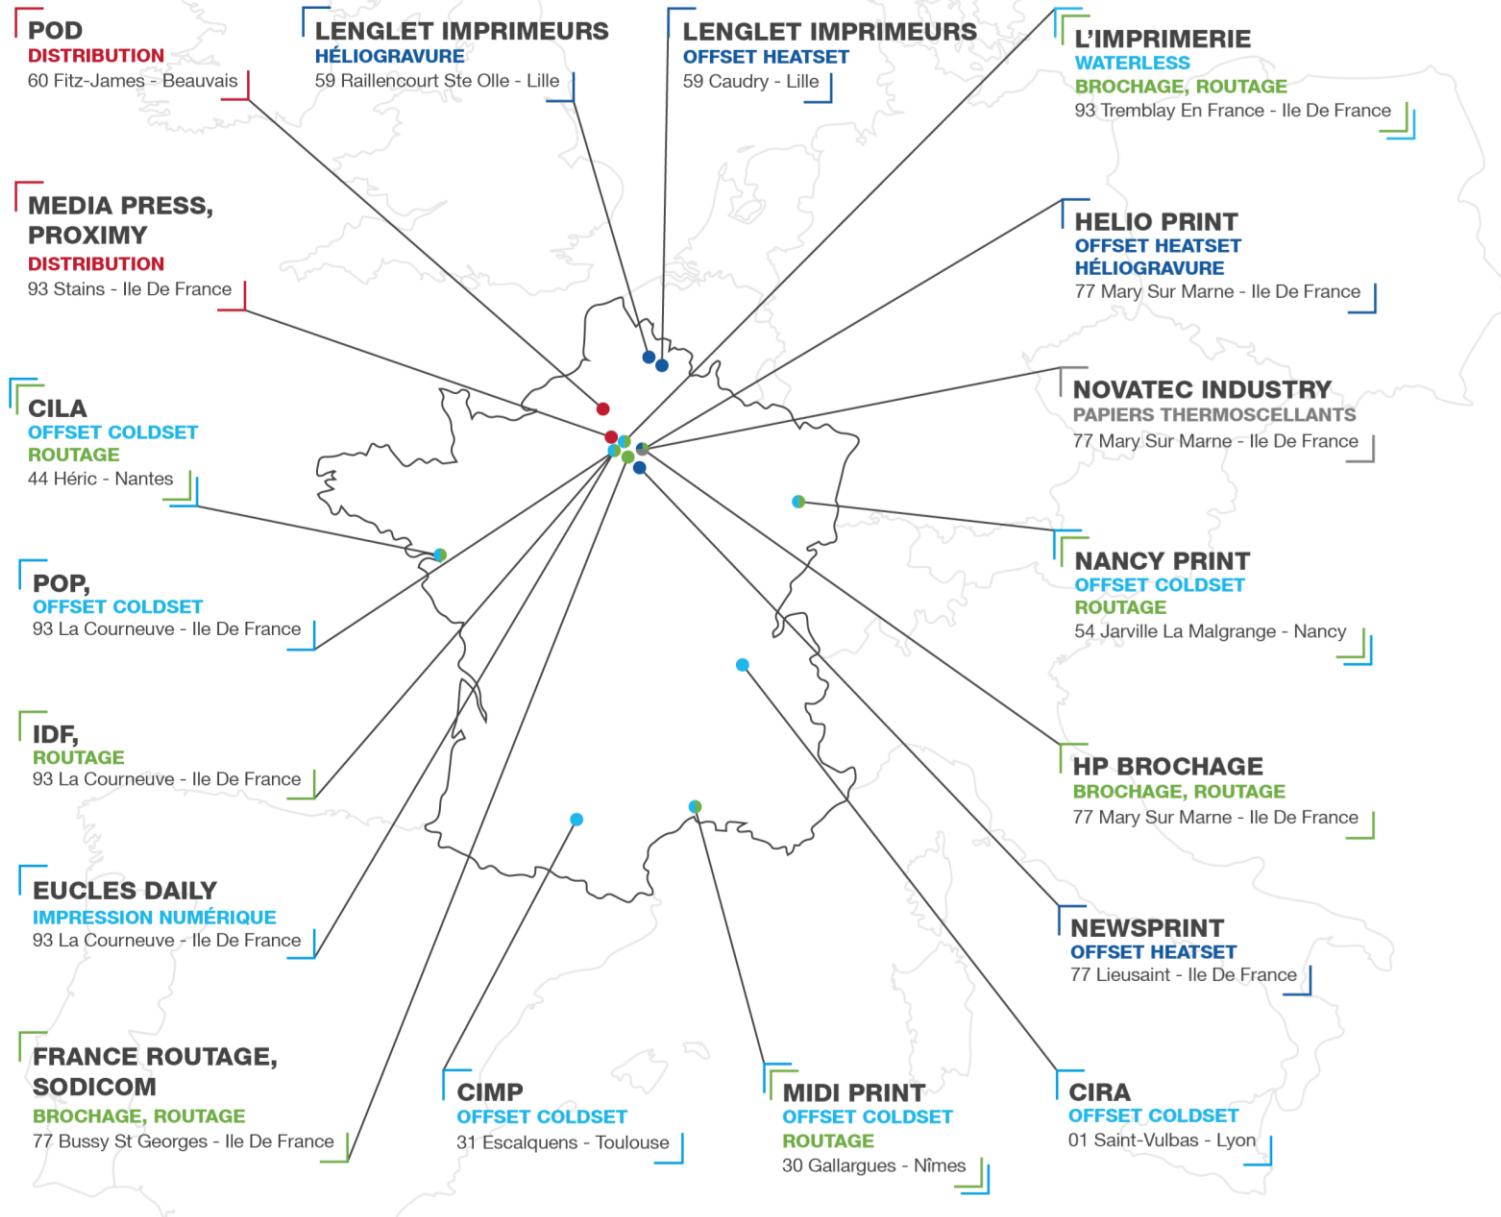 POD
DISTRIBUTION
60 Fitz-James - Beauvais
LENGLET IMPRIMEURS
HÉLIOGRAVURE
59 Raillencourt Ste Olle - Lille
LENGLET IMPRIMEURS
OFFSET HEATSET
59 Caudry - Lille
L'IMPRIMERIE
WATERLESS
BROCHAGE, ROUTAGE
93 Tremblay En France - Ile De France
MEDIA PRESS,
PROXIMY
DISTRIBUTION
93 Stains - Ile De France
HELIO PRINT
OFFSET HEATSET
HÉLIOGRAVURE
77 Mary Sur Marne - Ile De France
CILA
OFFSET COLDSET
ROUTAGE
44 Héric - Nantes
NOVATEC INDUSTRY
PAPIERS THERMOSCELLANTS
77 Mary Sur Marne - Ile De France
POP,
OFFSET COLDSET
93 La Courneuve - Ile De France
NANCY PRINT
OFFSET COLDSET
ROUTAGE
54 Jarville La Malgrange - Nancy
IDF,
ROUTAGE
93 La Courneuve - Ile De France
HP BROCHAGE
BROCHAGE, ROUTAGE
77 Mary Sur Marne - Ile De France
EUCLES DAILY
IMPRESSION NUMÉRIQUE
93 La Courneuve - Ile De France
NEWSPRINT
OFFSET HEATSET
77 Lieusaint - Ile De France
FRANCE ROUTAGE,
SODICOM
BROCHAGE, ROUTAGE
77 Bussy St Georges - Ile De France
CIMP
OFFSET COLDSET
31 Escalquens - Toulouse
MIDI PRINT
OFFSET COLDSET
ROUTAGE
30 Gallargues - Nîmes
CIRA
OFFSET COLDSET
01 Saint-Vulbas - Lyon